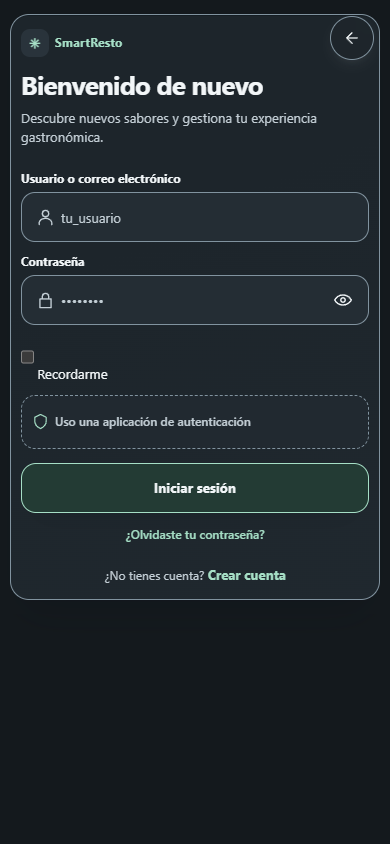 SmartResto
Bienvenido de nuevo
Descubre nuevos sabores y gestiona tu experiencia
gastronómica.
Usuario o correo electrónico
tu_usuario
Contraseña
••••••••
Recordarme
Uso una aplicación de autenticación
Iniciar sesión
¿Olvidaste tu contraseña?
¿No tienes cuenta? Crear cuenta